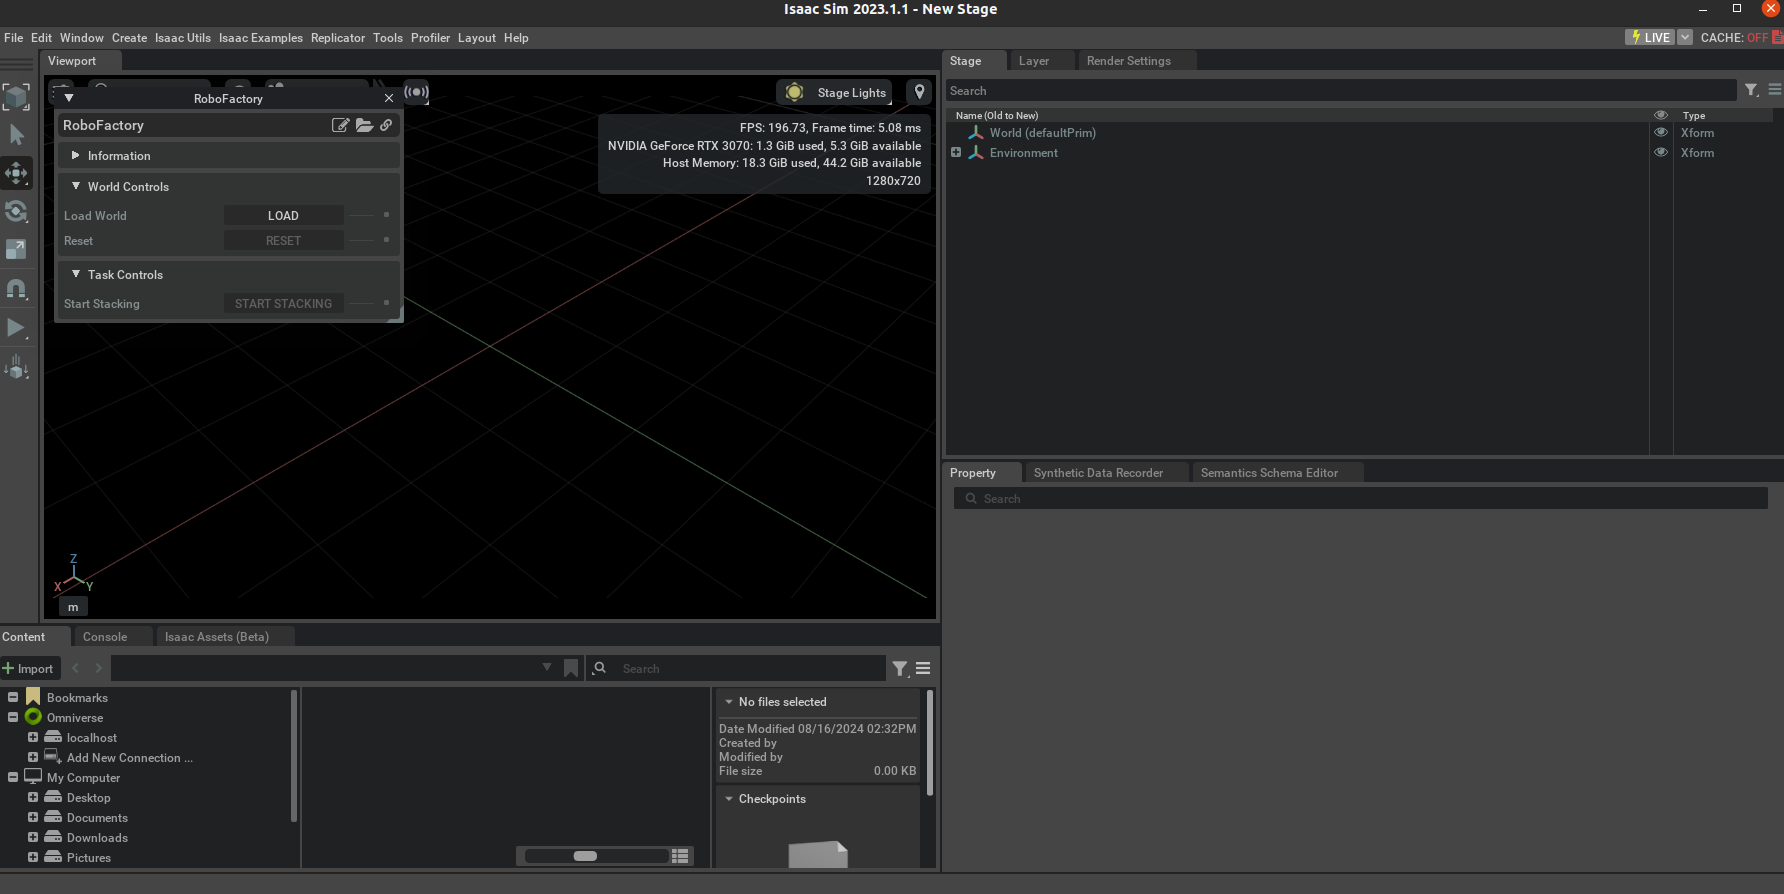 Isaac Sim 2023.1.1 - New Stage
File Edit Window Create Isaac Utils Isaac Examples Replicator Tools Profiler Layout Help
LIVE CACHE: OFF
Viewport
Stage Layer Render Settings
Search
Name (Old to New) Type
World (defaultPrim) Xform
Environment Xform
Stage Lights
FPS: 196.73, Frame time: 5.08 ms
NVIDIA GeForce RTX 3070: 1.3 GiB used, 5.3 GiB available
Host Memory: 18.3 GiB used, 44.2 GiB available
1280x720
RoboFactory
RoboFactory
Information
World Controls
Load World LOAD
Reset RESET
Task Controls
Start Stacking START STACKING
Z
X Y
m
Property Synthetic Data Recorder Semantics Schema Editor
Search
Content Console Isaac Assets (Beta)
Import Search
Bookmarks
Omniverse
localhost
Add New Connection ...
My Computer
Desktop
Documents
Downloads
Pictures
No files selected
Date Modified 08/16/2024 02:32PM
Created by
Modified by
File size 0.00 KB
Checkpoints